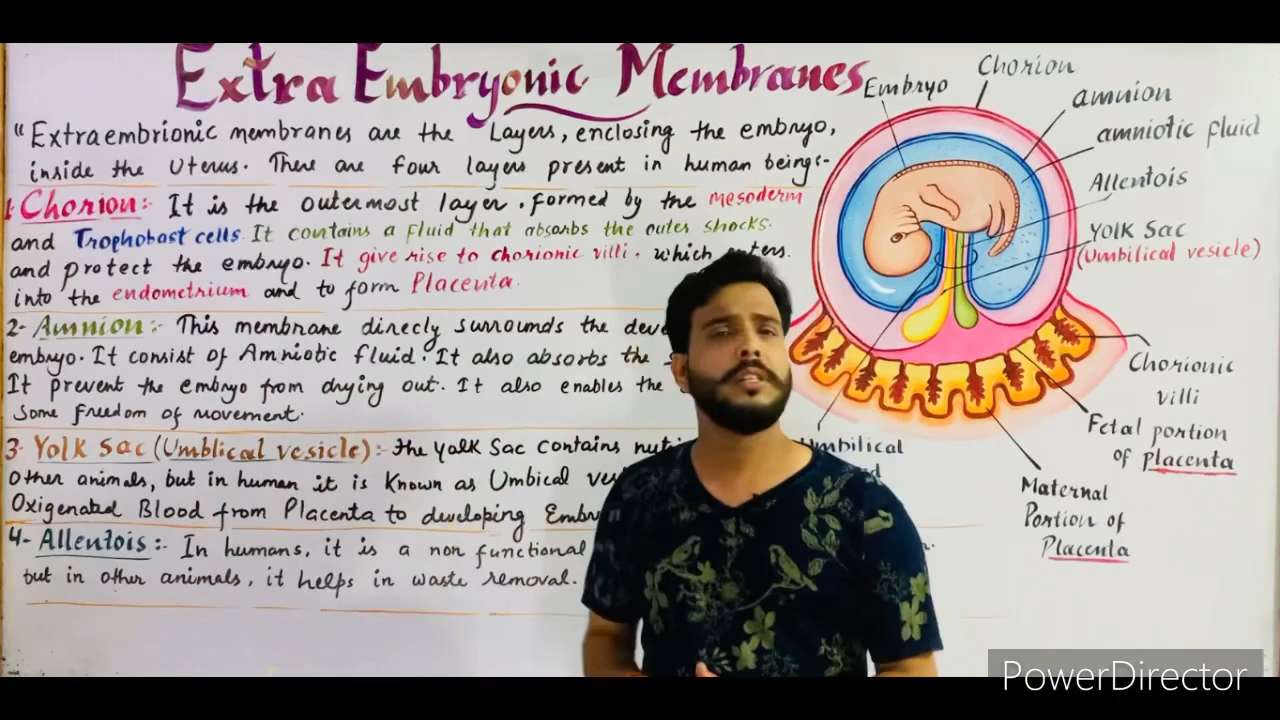 Extra Embryonic Membranes
"Extraembrionic membranes are the Layers, enclosing the embryo,
inside the Uterus. There are four layers present in human beings:-
1. Chorion:- It is the outermost layer. formed by the mesoderm
and Trophobast cells. It contains a fluid that absorbs the outer shocks.
and protect the embryo. It give rise to chorionic villi. which
into the endometrium and to form Placenta.
2- Amnion:- This membrane direcly surrounds the
embryo. It consist of Amniotic fluid. It also absorbs the
It prevent the embryo from drying out. It also enables the
Some freedom of movement.
3- Yolk Sac (Umblical vesicle):- the yolk Sac contains
Other animals, but in human it is Known as Umbical
Oxigenated Blood from Placenta to developing
4- Allentois:- In humans, it is a non functional
but in other animals, it helps in waste removal.
Embryo
Chorion
amnion
amniotic fluid
Allentois
Yolk Sac
(Umbilical vesicle)
Chorionic
villi
Fetal portion
of Placenta
Maternal
Portion of
Placenta
PowerDirector